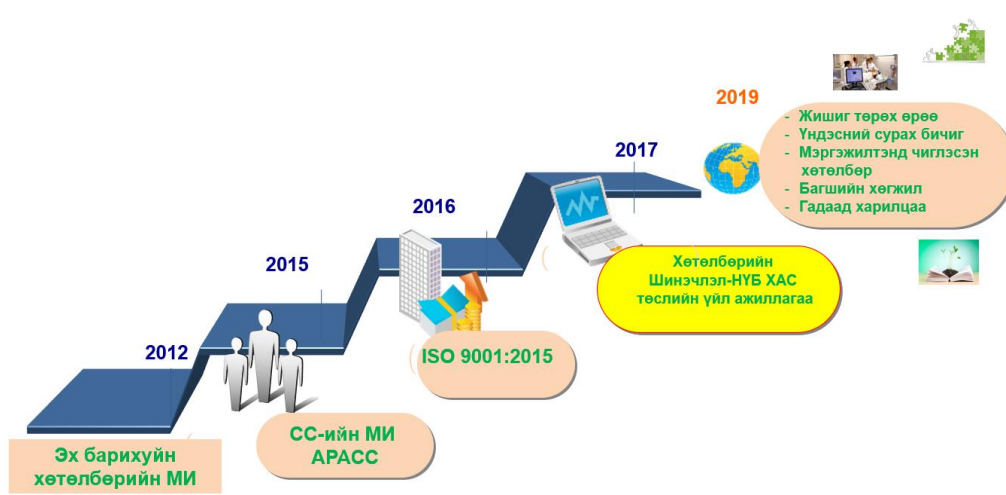 2012
Эх барихуйн
хөтөлбөрийн МИ
2015
СС-ийн МИ
АРАСС
2016
ISO 9001:2015
2017
Хөтөлбөрийн
Шинэчлэл-НҮБ ХАС
төслийн үйл ажиллагаа
2019
- Жишиг төрөх өрөө
- Үндэсний сурах бичиг
- Мэргэжилтэнд чиглэсэн
хөтөлбөр
- Багшийн хөгжил
- Гадаад харилцаа